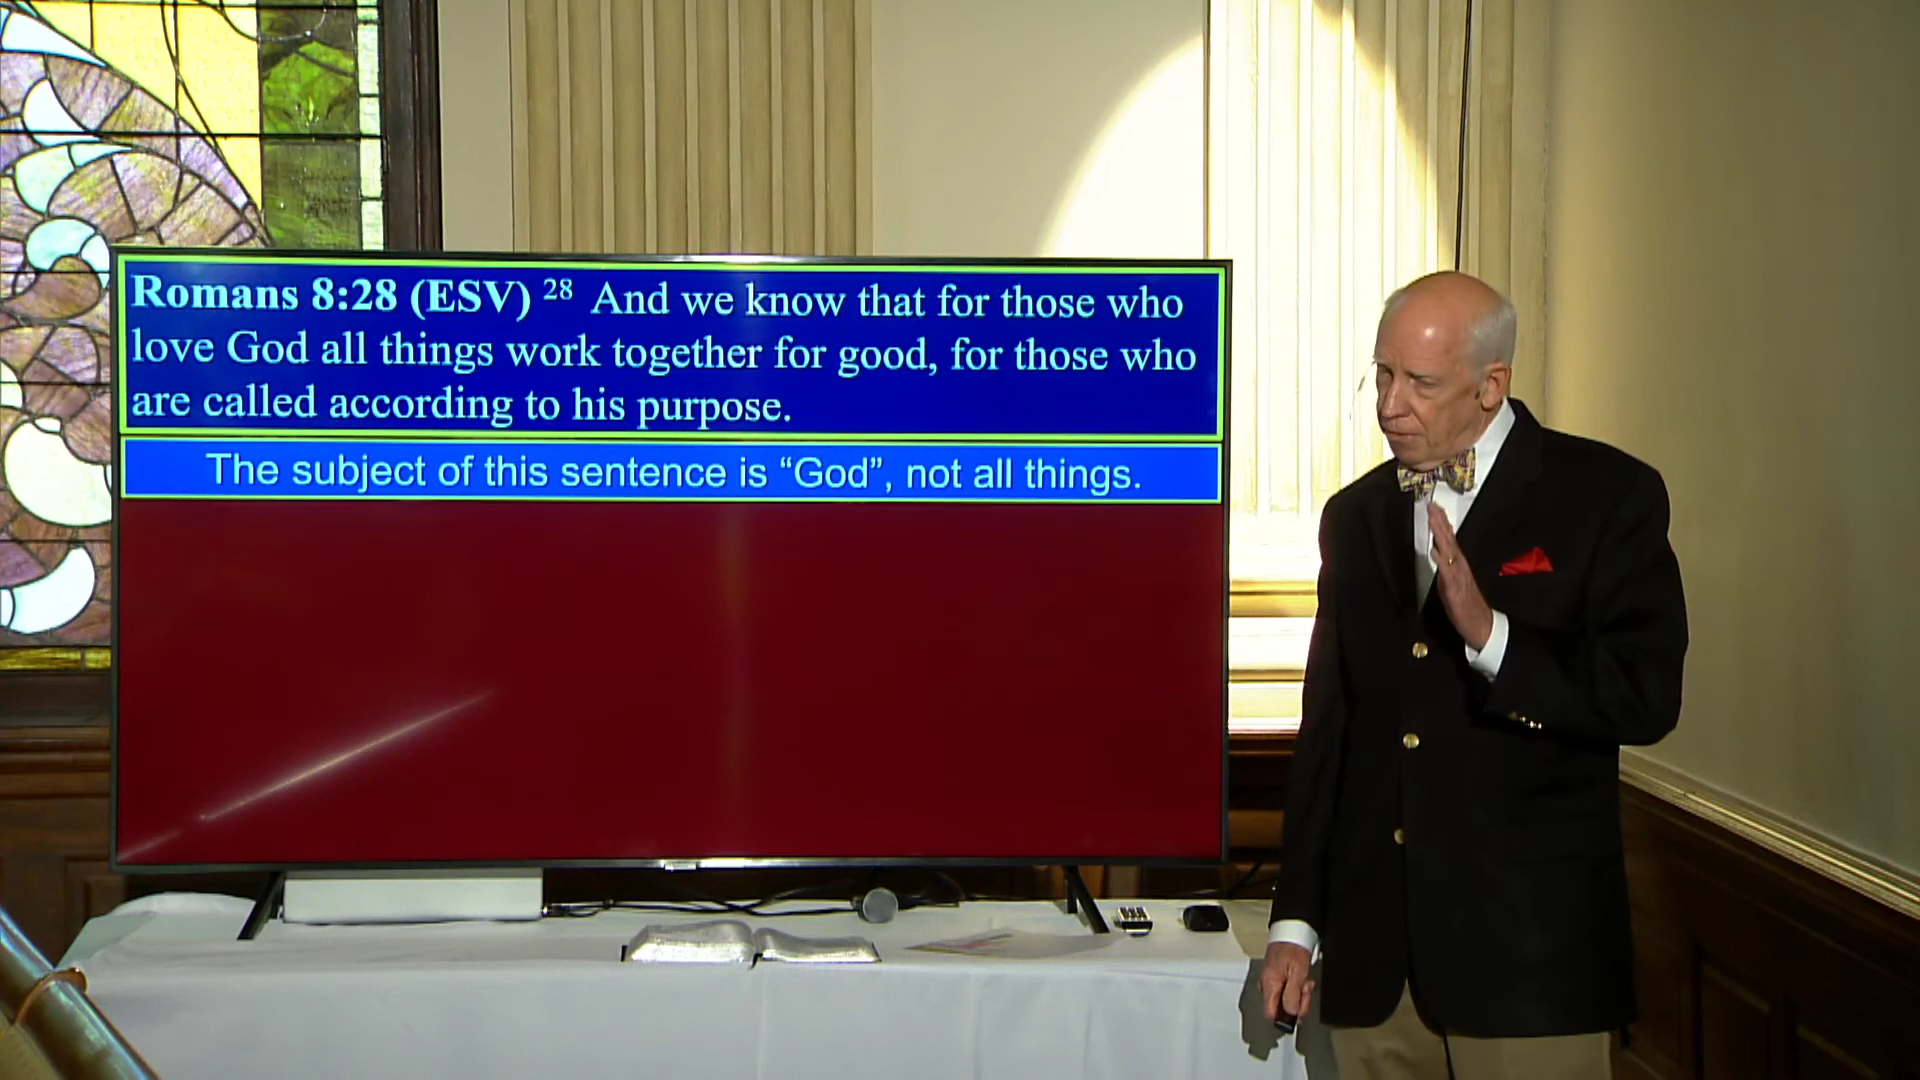 Romans 8:28 (ESV) 28 And we know that for those who
love God all things work together for good, for those who
are called according to his purpose.
The subject of this sentence is “God”, not all things.